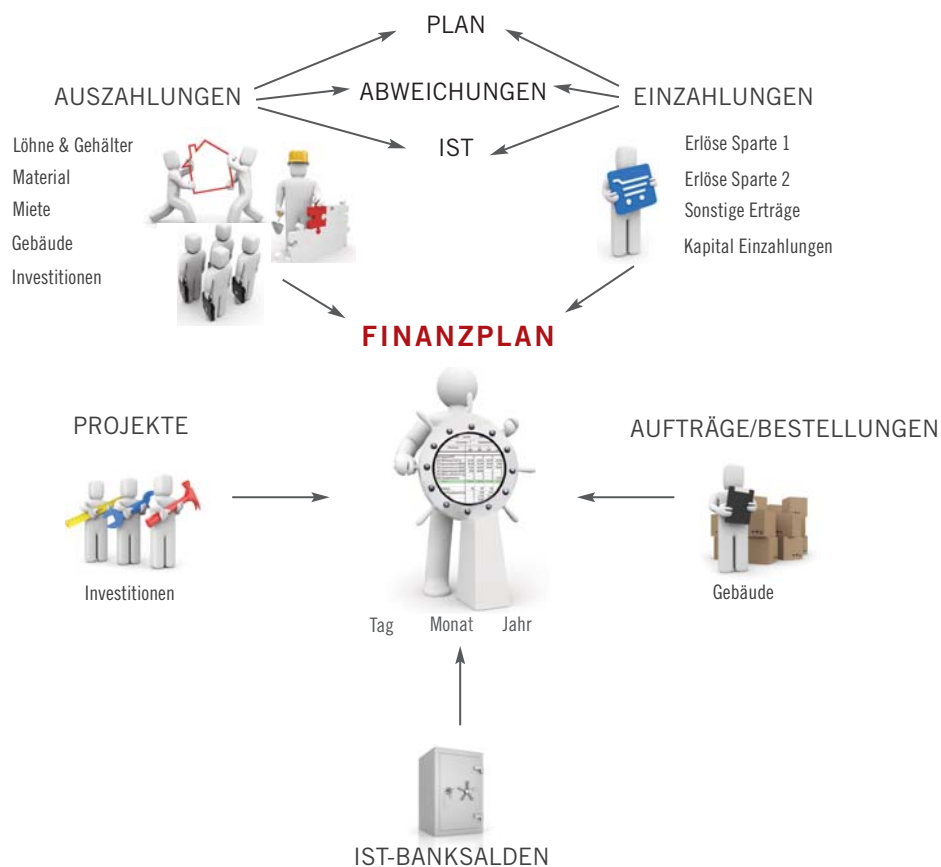 PLAN
AUSZAHLUNGEN
ABWEICHUNGEN
EINZAHLUNGEN
IST
Löhne & Gehälter
Material
Miete
Gebäude
Investitionen
Erlöse Sparte 1
Erlöse Sparte 2
Sonstige Erträge
Kapital Einzahlungen
FINANZPLAN
PROJEKTE
AUFTRÄGE/BESTELLUNGEN
Investitionen
Gebäude
Tag Monat Jahr
IST-BANKSALDEN